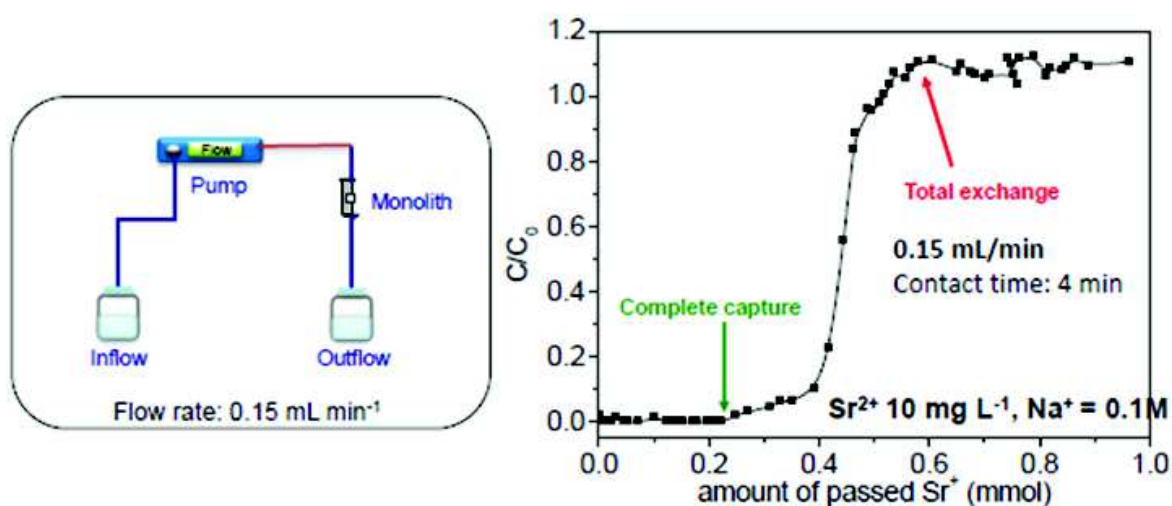 Flow
Pump
Monolith
Inflow
Outflow
Flow rate: 0.15 mL min⁻¹
1.2
1.0
0.8
0.6
0.4
0.2
0.0
C/C₀
Total exchange
0.15 mL/min
Contact time: 4 min
Complete capture
Sr²⁺ 10 mg L⁻¹, Na⁺ = 0.1M
0.0 0.2 0.4 0.6 0.8 1.0
amount of passed Sr⁺ (mmol)